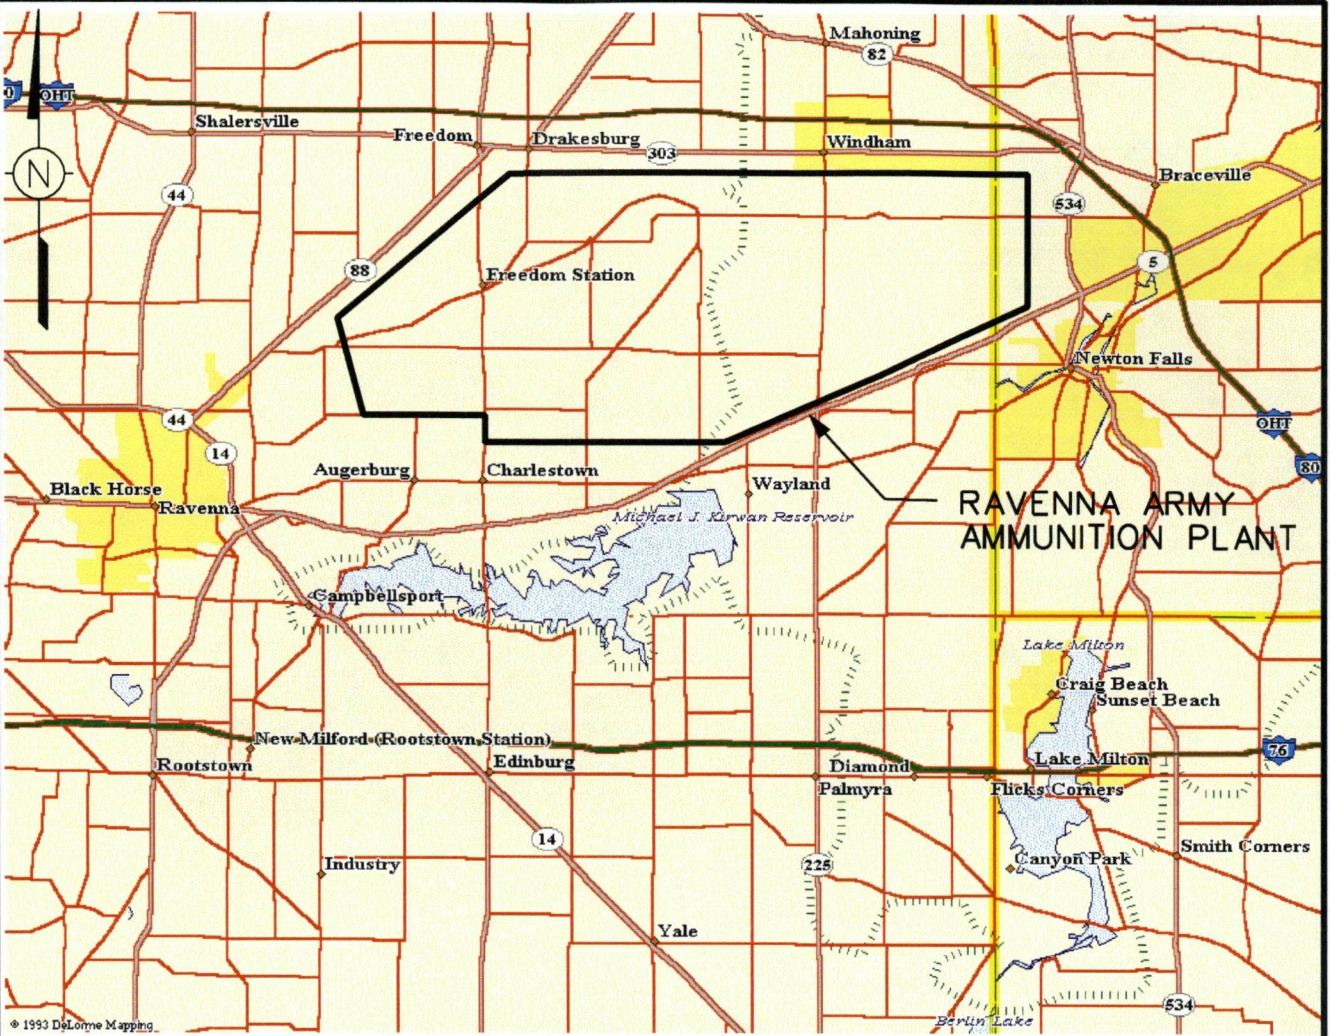 Mahoning
82
0
OHT
Shalersville
Freedom
Drakesburg
303
Windham
N
Braceville
44
534
88
Freedom Station
5
Newton Falls
44
14
OHT
80
Augerburg
Charlestown
Black Horse
Ravenna
Wayland
RAVENNA ARMY
AMMUNITION PLANT
Michael J. Kirwan Reservoir
Campbellsport
Lake Milton
Craig Beach
Sunset Beach
New Milford (Rootstown Station)
76
Rootstown
Edinburg
Diamond
Lake Milton
Palmyra
Flicks Corners
14
Industry
225
Canyon Park
Smith Corners
Yale
534
Berlin Lake
© 1993 DeLorme Mapping